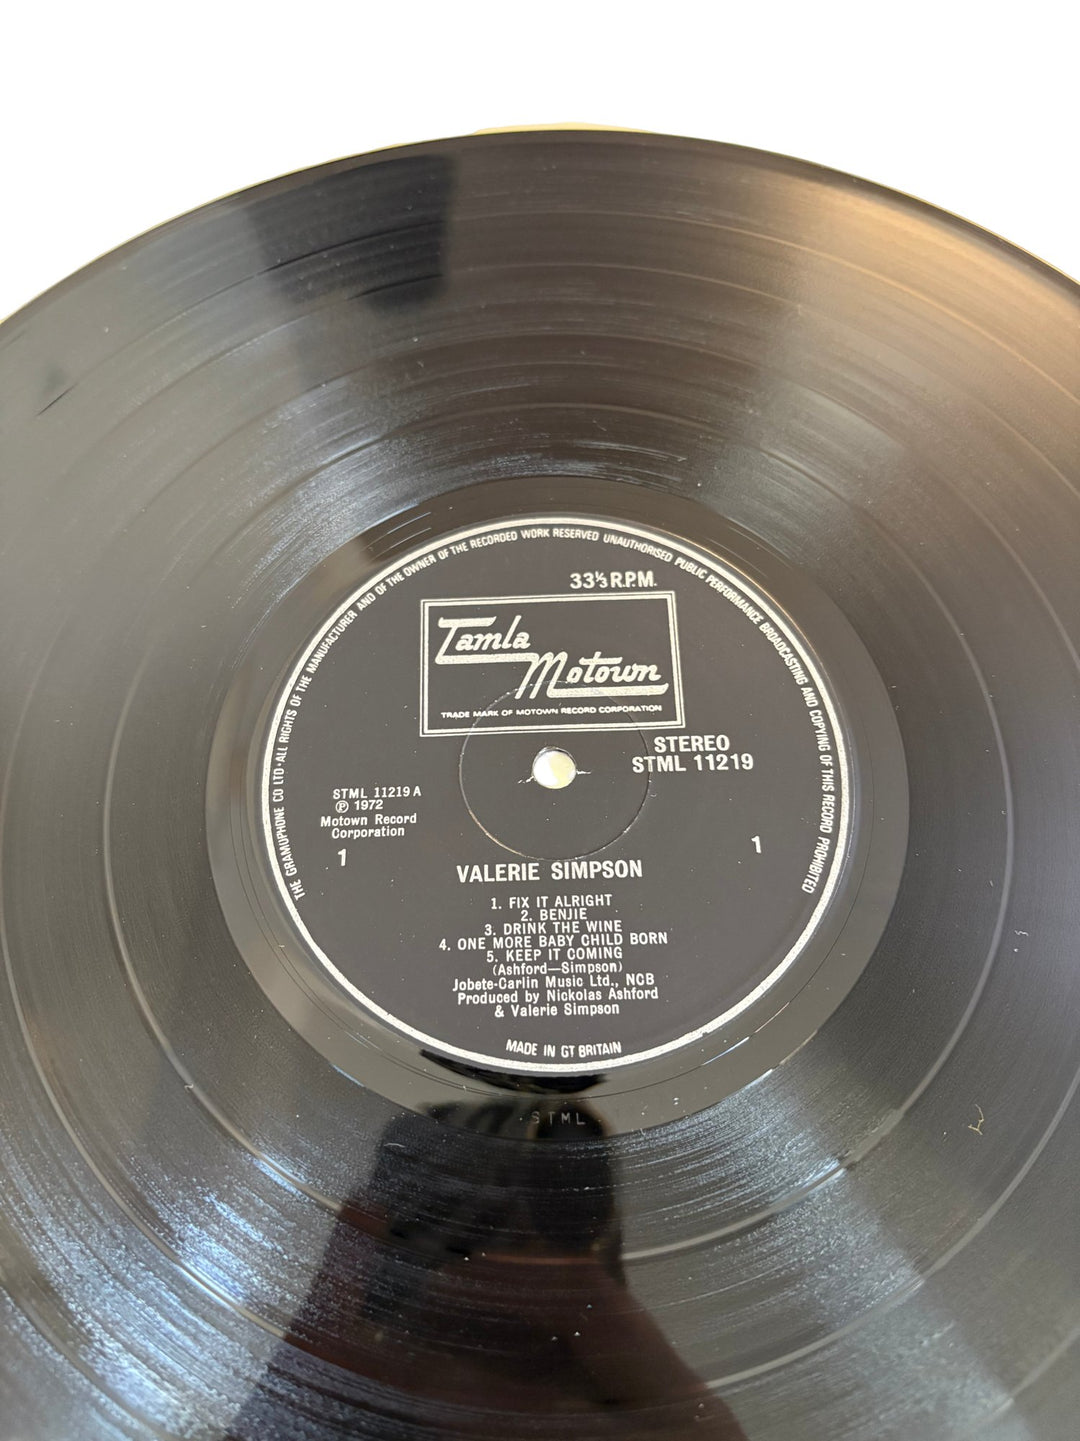 THE GRAMOPHONE CO LTD·ALL RIGHTS OF THE MANUFACTURER AND OF THE OWNER OF THE RECORDED WORK RESERVED UNAUTHORISED PUBLIC PERFORMANCE BROADCASTING AND COPYING OF THIS RECORD PROHIBITED
33⅓ R.P.M.
Tamla
Motown
TRADE MARK OF MOTOWN RECORD CORPORATION
STEREO
STML 11219
STML 11219 A
Ⓟ 1972
Motown Record
Corporation
1
1
VALERIE SIMPSON
1. FIX IT ALRIGHT
2. BENJIE
3. DRINK THE WINE
4. ONE MORE BABY CHILD BORN
5. KEEP IT COMING
(Ashford—Simpson)
Jobete-Carlin Music Ltd., NCB
Produced by Nickolas Ashford
& Valerie Simpson
MADE IN GT BRITAIN
STML